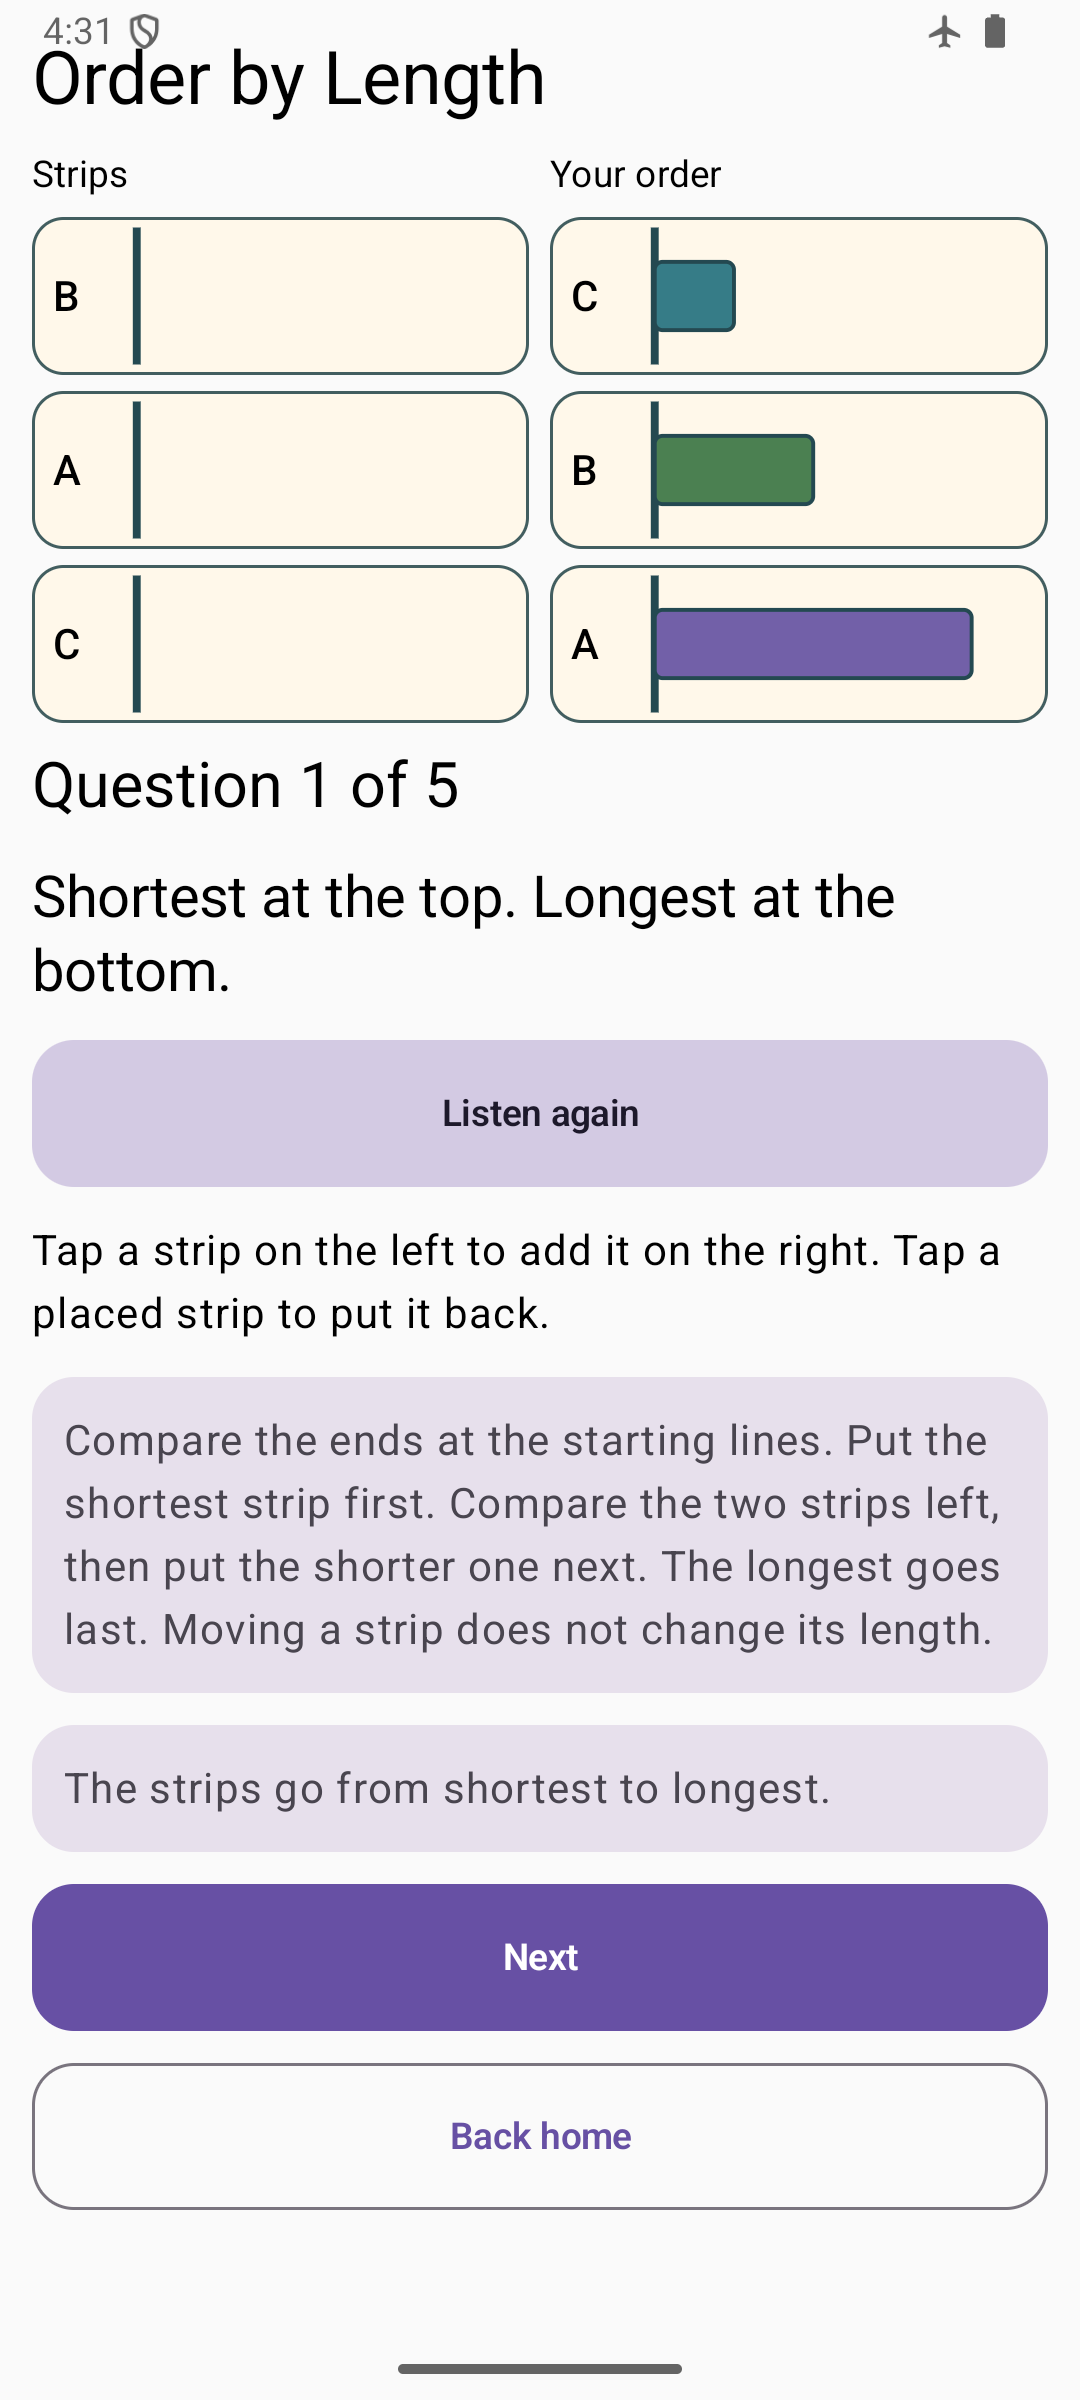 4:31
Order by Length
Strips
Your order
B
C
A
B
C
A
Question 1 of 5
Shortest at the top. Longest at the
bottom.
Listen again
Tap a strip on the left to add it on the right. Tap a
placed strip to put it back.
Compare the ends at the starting lines. Put the
shortest strip first. Compare the two strips left,
then put the shorter one next. The longest goes
last. Moving a strip does not change its length.
The strips go from shortest to longest.
Next
Back home